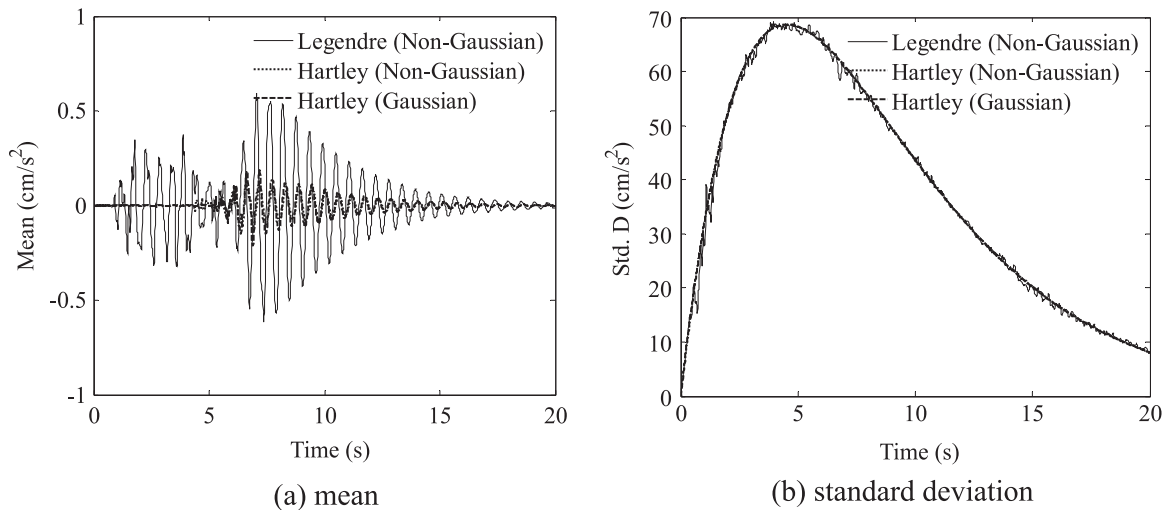 1
0.5
0
-0.5
-1
Mean (cm/s²)
Legendre (Non-Gaussian)
Hartley (Non-Gaussian)
Hartley (Gaussian)
0 5 10 15 20
Time (s)
(a) mean
70
60
50
40
30
20
10
0
Std. D (cm/s²)
Legendre (Non-Gaussian)
Hartley (Non-Gaussian)
Hartley (Gaussian)
0 5 10 15 20
Time (s)
(b) standard deviation